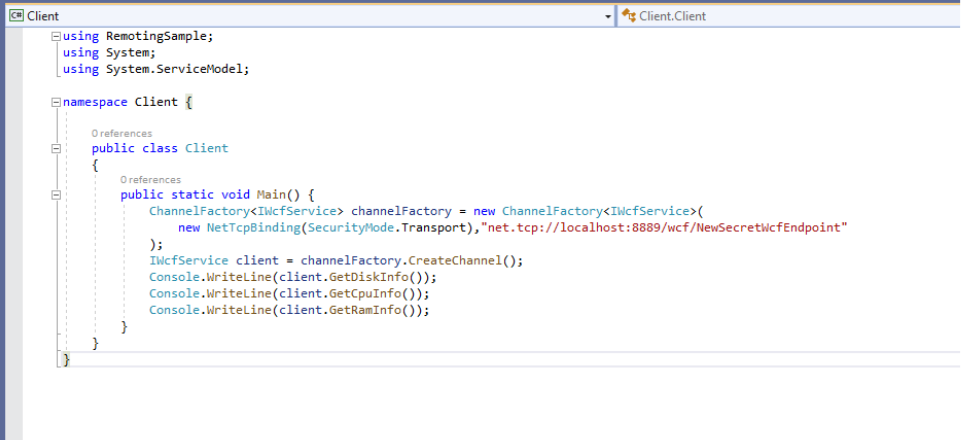 C# Client Client.Client
using RemotingSample;
using System;
using System.ServiceModel;
namespace Client {
0 references
public class Client
{
0 references
public static void Main() {
ChannelFactory<IWcfService> channelFactory = new ChannelFactory<IWcfService>(
new NetTcpBinding(SecurityMode.Transport),"net.tcp://localhost:8889/wcf/NewSecretWcfEndpoint"
);
IWcfService client = channelFactory.CreateChannel();
Console.WriteLine(client.GetDiskInfo());
Console.WriteLine(client.GetCpuInfo());
Console.WriteLine(client.GetRamInfo());
}
}
}